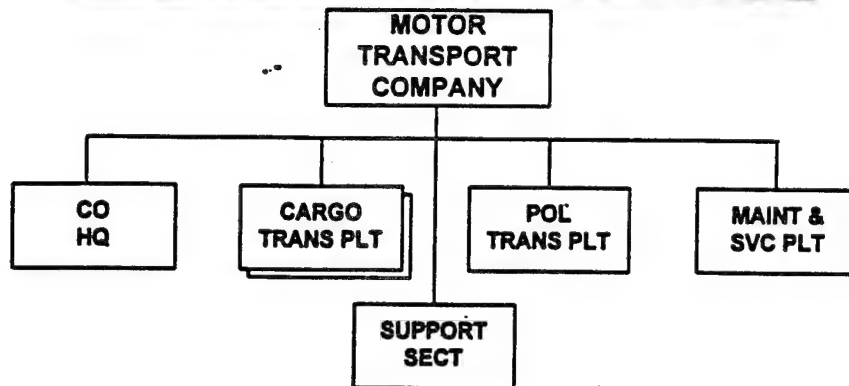 MOTOR
TRANSPORT
COMPANY
CO
HQ
CARGO
TRANS PLT
POL
TRANS PLT
MAINT &
SVC PLT
SUPPORT
SECT